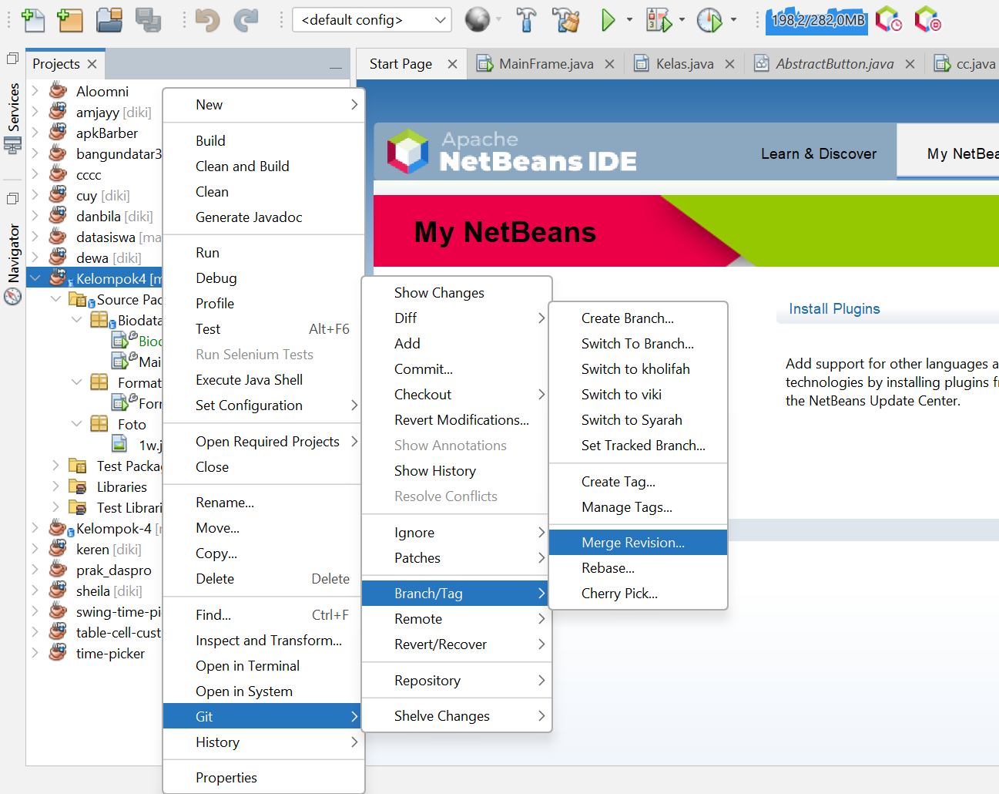 <default config>
198,2/282,0MB
Services
Navigator
Projects
Aloomni
amjayy [diki]
apkBarber
bangundatar3
cccc
cuy [diki]
danbila [diki]
datasiswa [ma
dewa [diki]
Kelompok4 [m
Source Pac
Biodata
Biod
Mai
Format
Forr
Foto
1w.j
Test Packa
Libraries
Test Librari
Kelompok-4 [
keren [diki]
prak_daspro
sheila [diki]
swing-time-pi
table-cell-cust
time-picker
New
Build
Clean and Build
Clean
Generate Javadoc
Run
Debug
Profile
Test Alt+F6
Run Selenium Tests
Execute Java Shell
Set Configuration
Open Required Projects
Close
Rename...
Move...
Copy...
Delete Delete
Find... Ctrl+F
Inspect and Transform...
Open in Terminal
Open in System
Git
History
Properties
Show Changes
Diff
Add
Commit...
Checkout
Revert Modifications...
Show Annotations
Show History
Resolve Conflicts
Ignore
Patches
Branch/Tag
Remote
Revert/Recover
Repository
Shelve Changes
Create Branch...
Switch To Branch...
Switch to kholifah
Switch to viki
Switch to Syarah
Set Tracked Branch...
Create Tag...
Manage Tags...
Merge Revision...
Rebase...
Cherry Pick...
Start Page
MainFrame.java
Kelas.java
AbstractButton.java
cc.java
Apache
NetBeans IDE
Learn & Discover
My NetBea
My NetBeans
Install Plugins
Add support for other languages a
technologies by installing plugins f
the NetBeans Update Center.